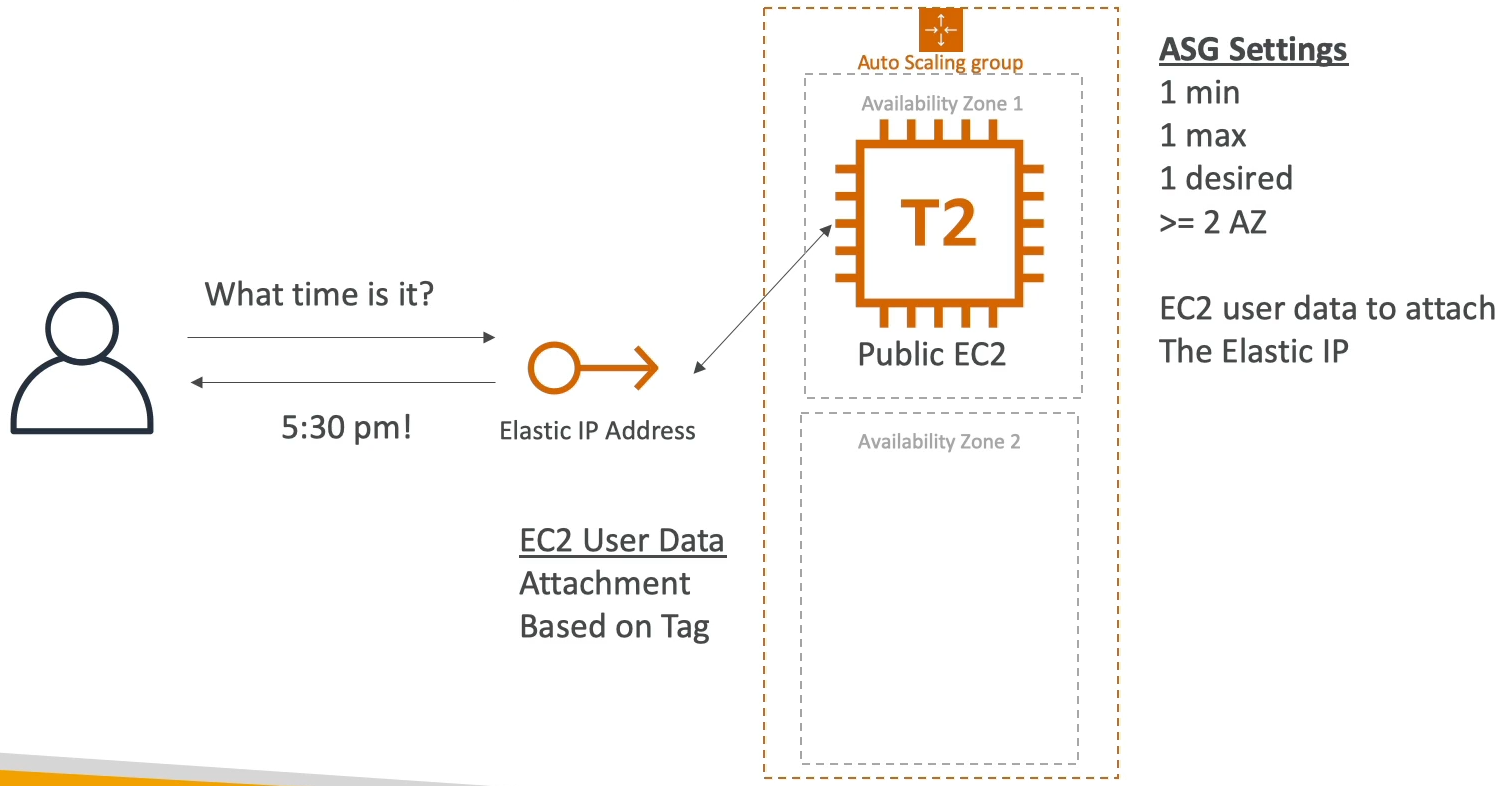 Auto Scaling group
Availability Zone 1
T2
Public EC2
Availability Zone 2
What time is it?
5:30 pm!
Elastic IP Address
EC2 User Data
Attachment
Based on Tag
ASG Settings
1 min
1 max
1 desired
>= 2 AZ
EC2 user data to attach
The Elastic IP